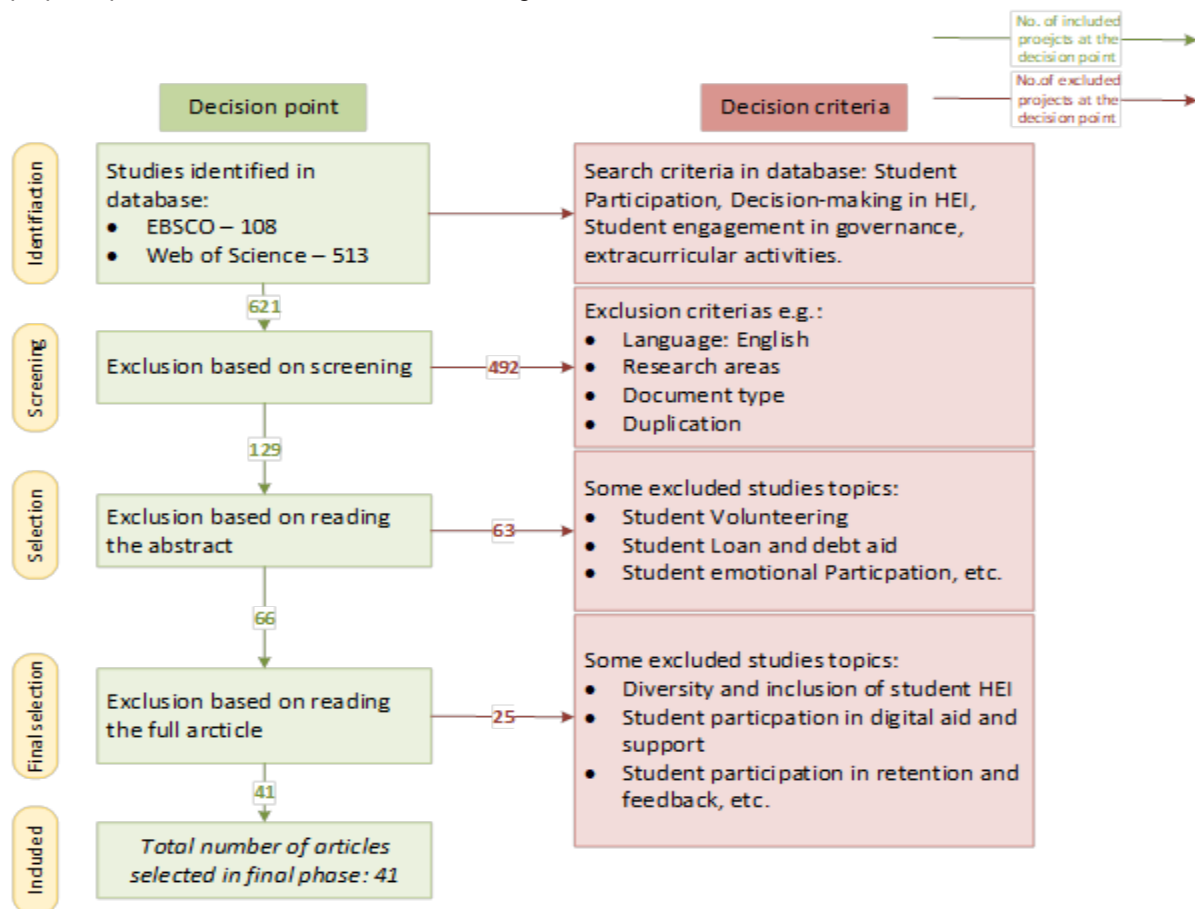 No. of included
proejcts at the
decision point
No.of excluded
projects at the
decision point
Decision point
Decision criteria
Identifiaction
Studies identified in
database:
• EBSCO – 108
• Web of Science – 513
Search criteria in database: Student
Participation, Decision-making in HEI,
Student engagement in governance,
extracurricular activities.
621
Screening
Exclusion based on screening
492
Exclusion criterias e.g.:
• Language: English
• Research areas
• Document type
• Duplication
129
Selection
Exclusion based on reading
the abstract
63
Some excluded studies topics:
• Student Volunteering
• Student Loan and debt aid
• Student emotional Particpation, etc.
66
Final selection
Exclusion based on reading
the full arcticle
25
Some excluded studies topics:
• Diversity and inclusion of student HEI
• Student particpation in digital aid and
support
• Student participation in retention and
feedback, etc.
41
Included
Total number of articles
selected in final phase: 41